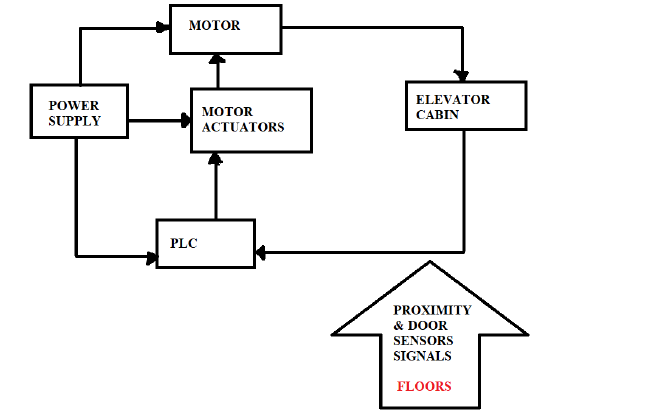 MOTOR
POWER
SUPPLY
MOTOR
ACTUATORS
ELEVATOR
CABIN
PLC
PROXIMITY
& DOOR
SENSORS
SIGNALS
FLOORS